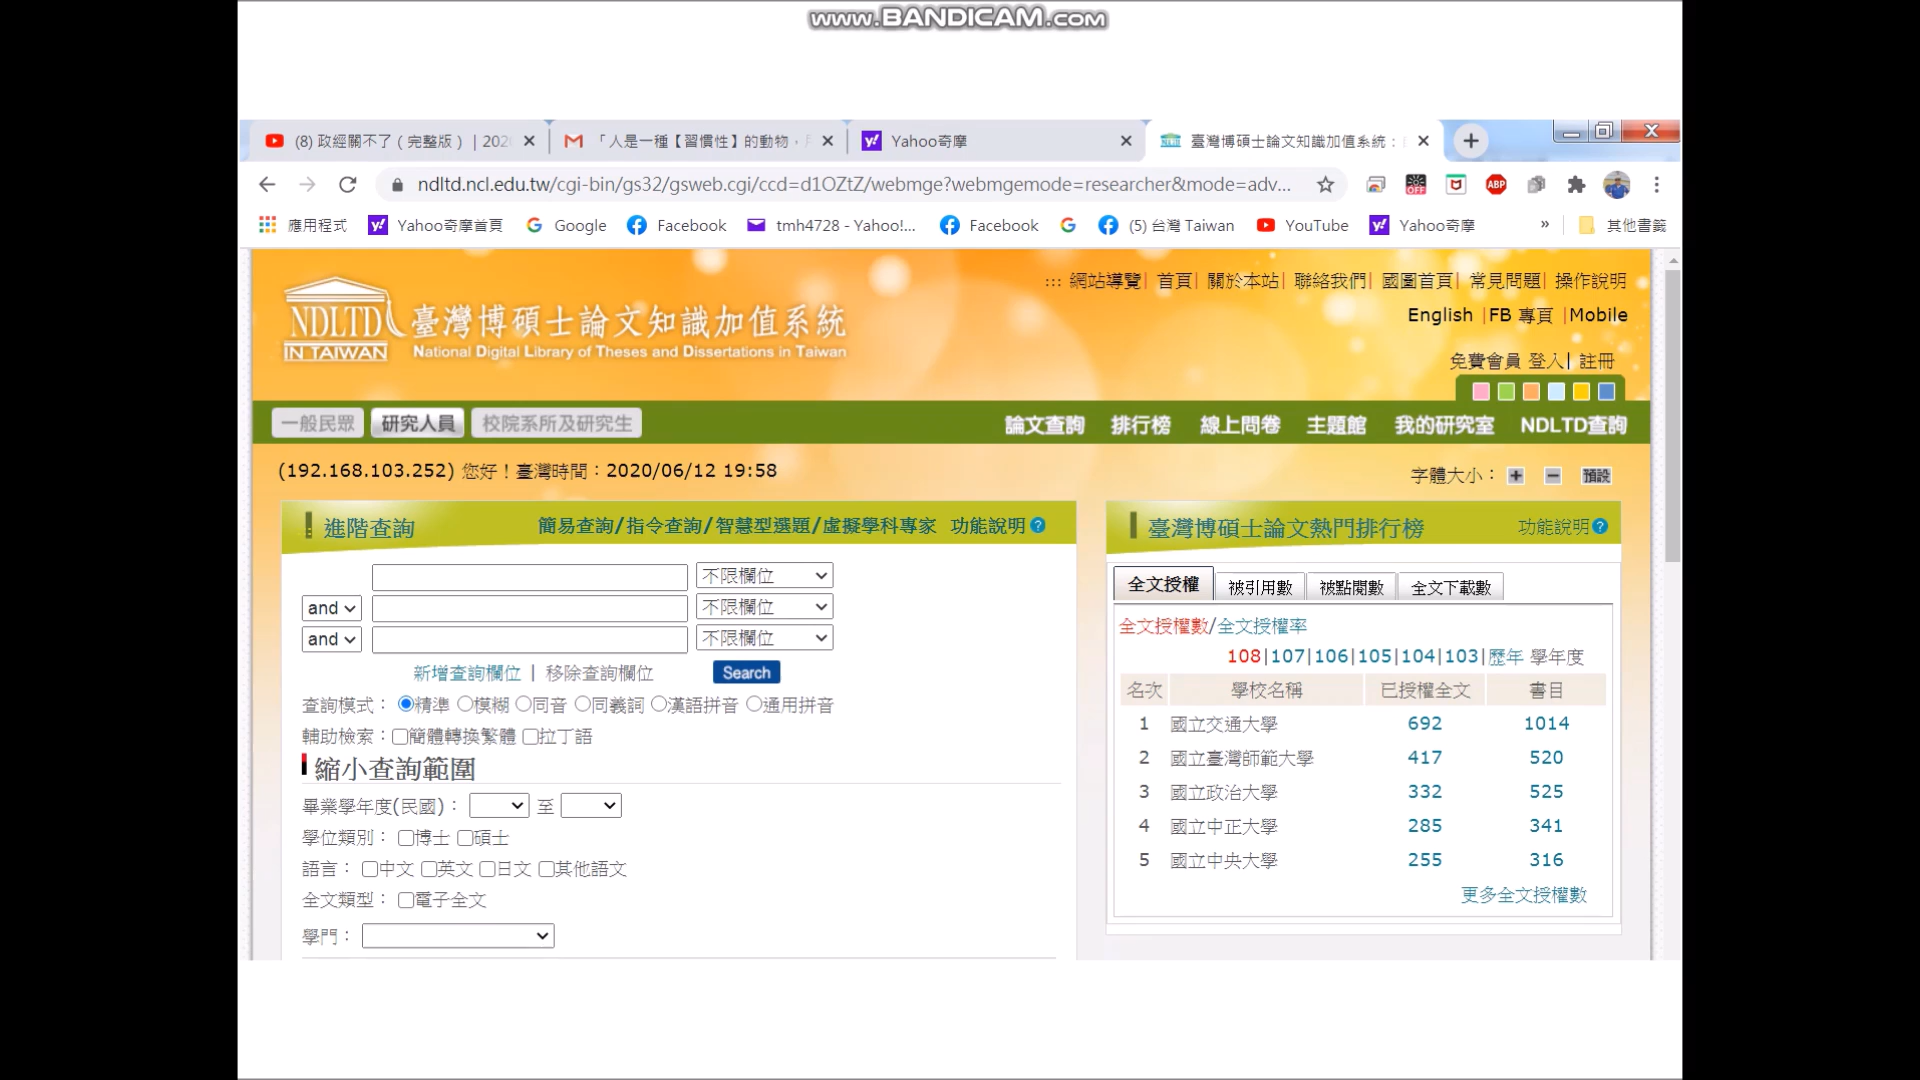 www.BANDICAM.com
(8) 政經關不了（完整版）| 202
「人是一種【習慣性】的動物，
Yahoo奇摩
臺灣博碩士論文知識加值系統：
ndltd.ncl.edu.tw/cgi-bin/gs32/gsweb.cgi/ccd=d1OZtZ/webmge?webmgemode=researcher&mode=adv...
應用程式 Yahoo奇摩首頁 Google Facebook tmh4728 - Yahoo!... Facebook (5) 台灣 Taiwan YouTube Yahoo奇摩 » 其他書籤
::: 網站導覽| 首頁| 關於本站| 聯絡我們| 國圖首頁| 常見問題| 操作說明
English |FB 專頁 |Mobile
NDLTD IN TAIWAN
臺灣博碩士論文知識加值系統
National Digital Library of Theses and Dissertations in Taiwan
免費會員 登入| 註冊
一般民眾 研究人員 校院系所及研究生
論文查詢 排行榜 線上問卷 主題館 我的研究室 NDLTD查詢
(192.168.103.252) 您好！臺灣時間：2020/06/12 19:58
字體大小： + − 預設
進階查詢 簡易查詢/指令查詢/智慧型選題/虛擬學科專家 功能說明 ?
不限欄位
and 不限欄位
and 不限欄位
新增查詢欄位 | 移除查詢欄位 Search
查詢模式：精準 模糊 同音 同義詞 漢語拼音 通用拼音
輔助檢索：簡體轉換繁體 拉丁語
縮小查詢範圍
畢業學年度(民國)： 至
學位類別：博士 碩士
語言：中文 英文 日文 其他語文
全文類型：電子全文
學門：
臺灣博碩士論文熱門排行榜 功能說明 ?
全文授權 被引用數 被點閱數 全文下載數
全文授權數/全文授權率
108|107|106|105|104|103|歷年 學年度
名次 學校名稱 已授權全文 書目
1 國立交通大學 692 1014
2 國立臺灣師範大學 417 520
3 國立政治大學 332 525
4 國立中正大學 285 341
5 國立中央大學 255 316
更多全文授權數